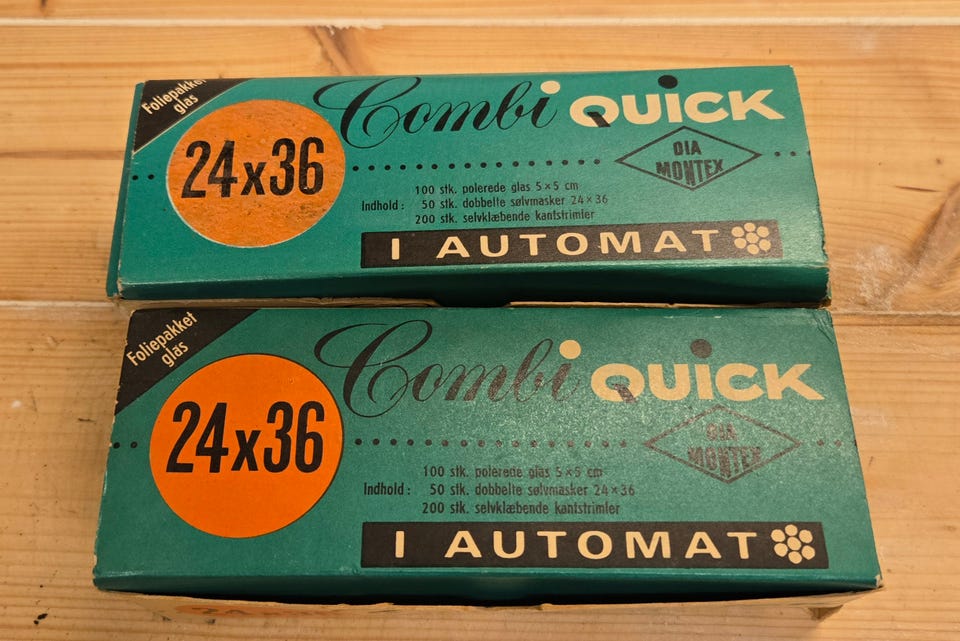 Foliepakket
glas
24x36
Combi QUICK
DIA
MONTEX
100 stk. polerede glas 5×5 cm
Indhold : 50 stk. dobbelte sølvmasker 24×36
200 stk. selvklæbende kantstrimler
I AUTOMAT
Foliepakket
glas
24x36
Combi QUICK
DIA
MONTEX
100 stk. polerede glas 5×5 cm
Indhold : 50 stk. dobbelte sølvmasker 24×36
200 stk. selvklæbende kantstrimler
I AUTOMAT